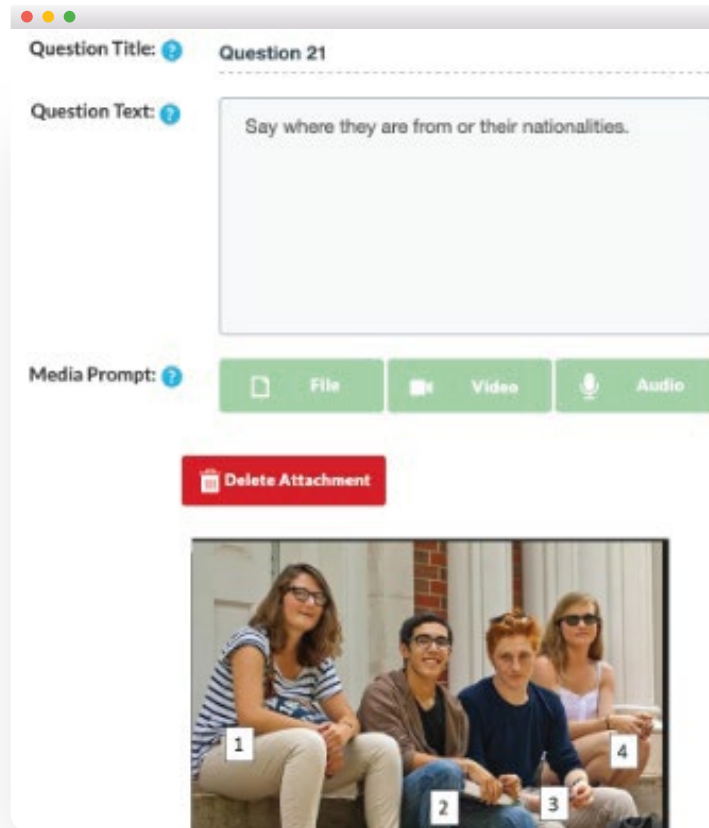 Question Title: ? Question 21
Question Text: ? Say where they are from or their nationalities.
Media Prompt: ? File Video Audio
Delete Attachment
1
2
3
4